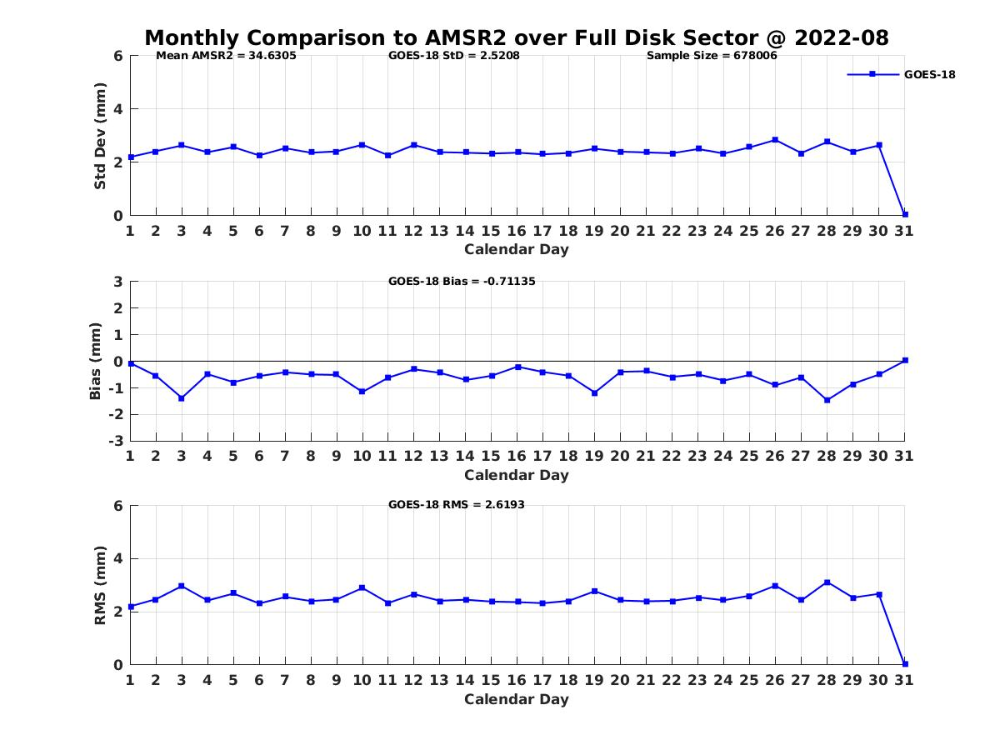 Monthly Comparison to AMSR2 over Full Disk Sector @ 2022-08
Mean AMSR2 = 34.6305 GOES-18 StD = 2.5208 Sample Size = 678006
GOES-18
Std Dev (mm)
6
4
2
0
1 2 3 4 5 6 7 8 9 10 11 12 13 14 15 16 17 18 19 20 21 22 23 24 25 26 27 28 29 30 31
Calendar Day
GOES-18 Bias = -0.71135
Bias (mm)
3
2
1
0
-1
-2
-3
1 2 3 4 5 6 7 8 9 10 11 12 13 14 15 16 17 18 19 20 21 22 23 24 25 26 27 28 29 30 31
Calendar Day
GOES-18 RMS = 2.6193
RMS (mm)
6
4
2
0
1 2 3 4 5 6 7 8 9 10 11 12 13 14 15 16 17 18 19 20 21 22 23 24 25 26 27 28 29 30 31
Calendar Day